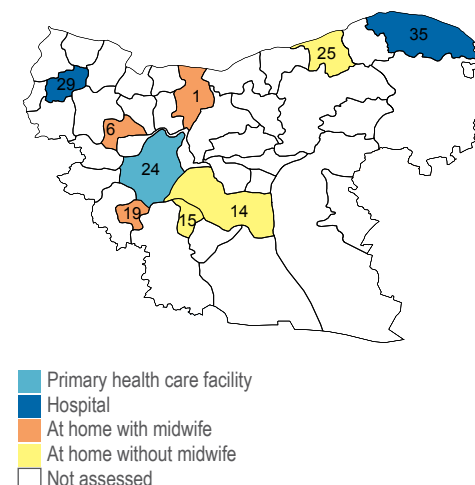 35
25
29
1
6
24
19
15
14
Primary health care facility
Hospital
At home with midwife
At home without midwife
Not assessed